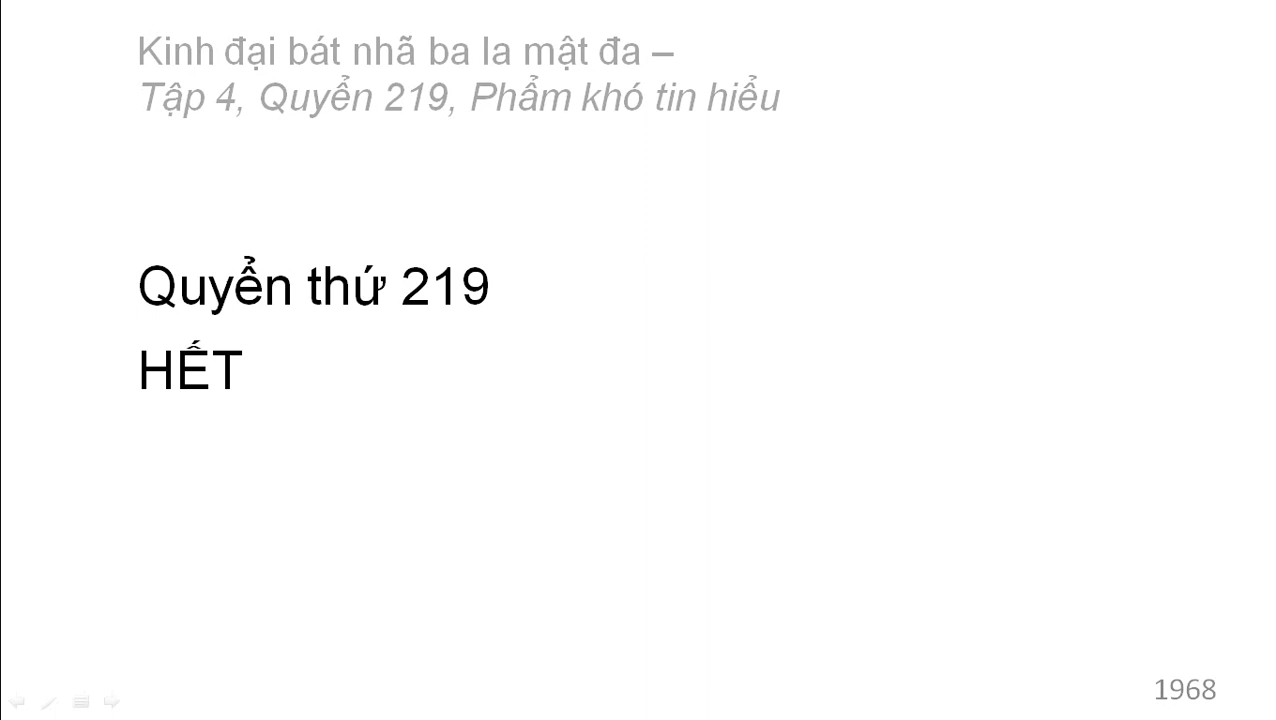 Kinh đại bát nhã ba la mật đa –
Tập 4, Quyển 219, Phẩm khó tin hiểu
Quyển thứ 219
HẾT
1968